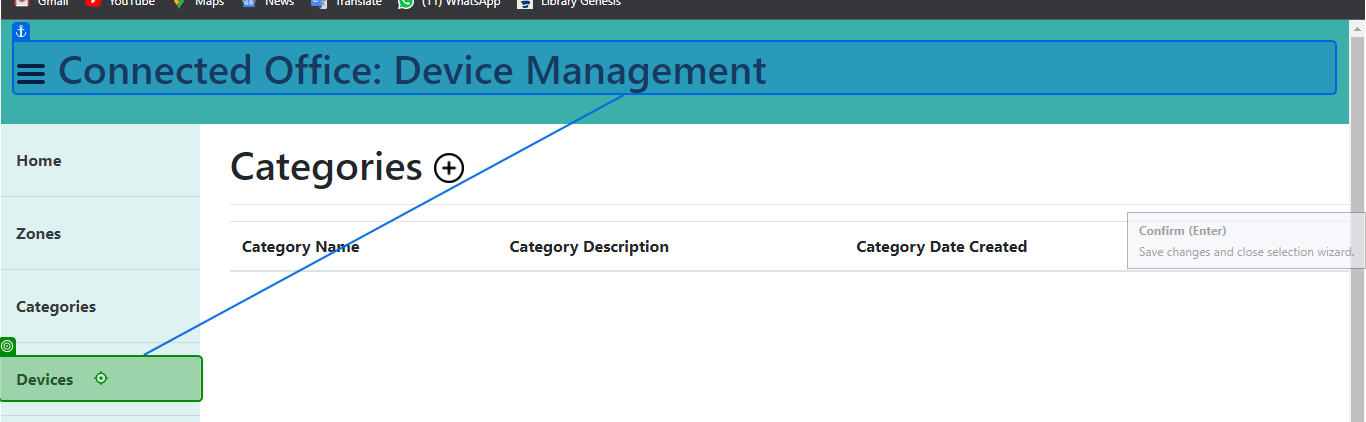 Gmail YouTube Maps News Translate (11) WhatsApp Library Genesis
Connected Office: Device Management
Home
Categories
Zones
Category Name Category Description Category Date Created
Confirm (Enter)
Save changes and close selection wizard.
Categories
Devices